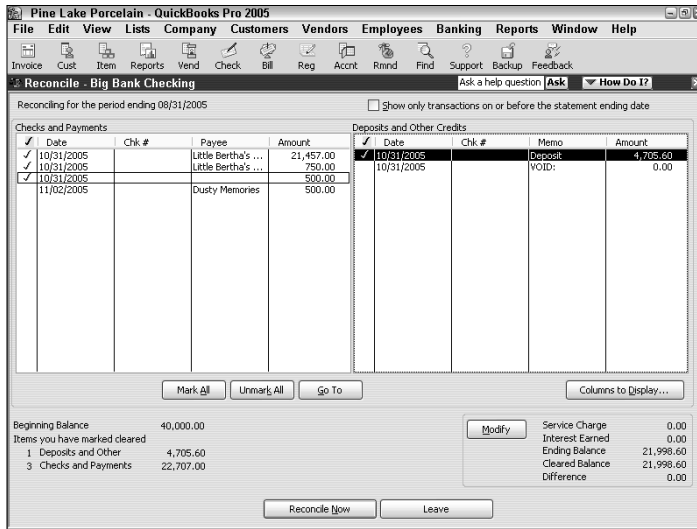 Pine Lake Porcelain - QuickBooks Pro 2005
File Edit View Lists Company Customers Vendors Employees Banking Reports Window Help
Invoice Cust Item Reports Vend Check Bill Reg Accnt Rmnd Find Support Backup Feedback
Reconcile - Big Bank Checking Ask a help question Ask How Do I?
Reconciling for the period ending 08/31/2005 Show only transactions on or before the statement ending date
Checks and Payments Deposits and Other Credits
✓ Date Chk # Payee Amount ✓ Date Chk # Memo Amount
✓ 10/31/2005 Little Bertha's ... 21,457.00 ✓ 10/31/2005 Deposit 4,705.60
✓ 10/31/2005 Little Bertha's ... 750.00 10/31/2005 VOID: 0.00
✓ 10/31/2005 500.00
11/02/2005 Dusty Memories 500.00
Mark All Unmark All Go To Columns to Display...
Beginning Balance 40,000.00 Modify Service Charge 0.00
Items you have marked cleared Interest Earned 0.00
1 Deposits and Other 4,705.60 Ending Balance 21,998.60
3 Checks and Payments 22,707.00 Cleared Balance 21,998.60
Difference 0.00
Reconcile Now Leave